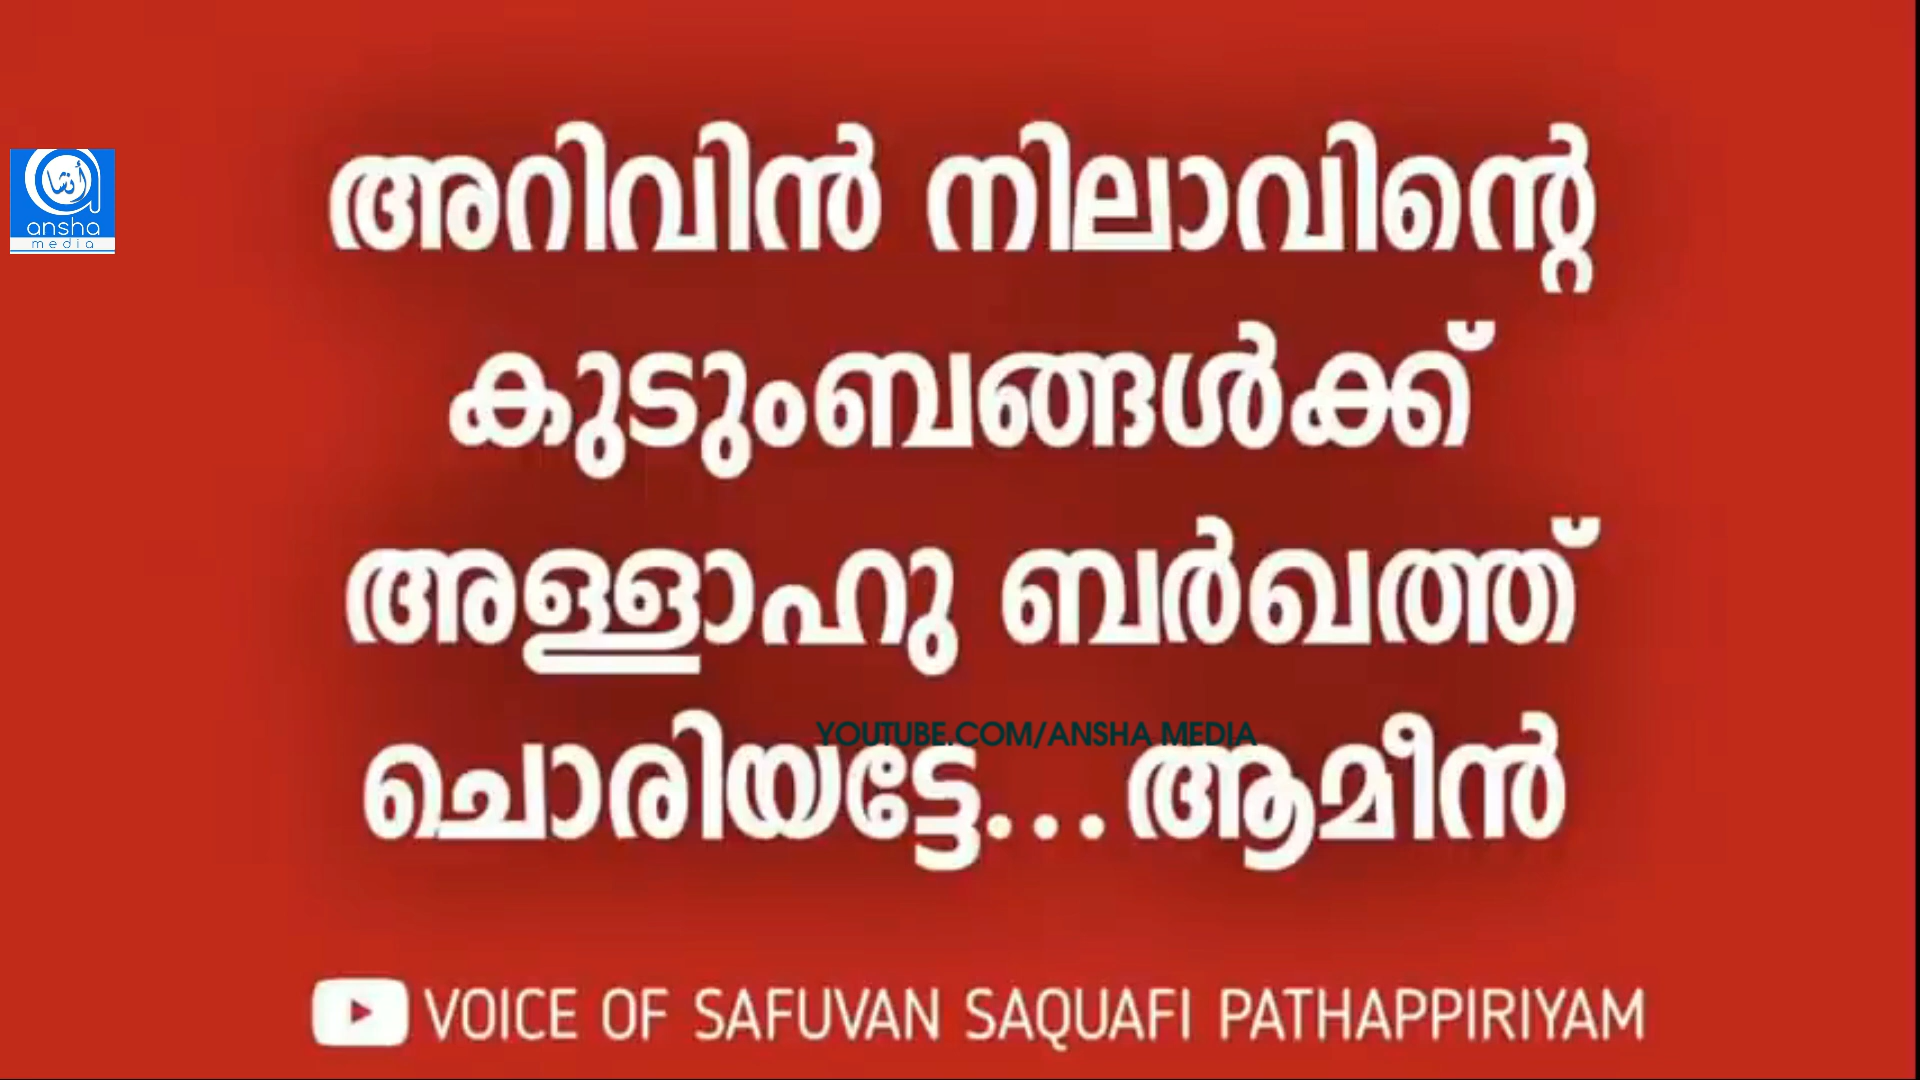 അറിവിൻ നിലാവിന്റെ
ansha
media
കുടുംബങ്ങൾക്ക്
അള്ളാഹു ബർഖത്ത്
YOUTUBE.COM/ANSHA MEDIA
ചൊരിയട്ടേ...ആമീൻ
VOICE OF SAFUVAN SAQUAFI PATHAPPIRIYAM